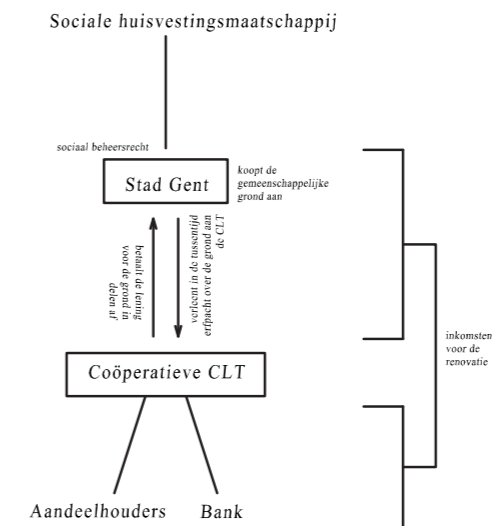 Sociale huisvestingsmaatschappij
sociaal beheersrecht
Stad Gent
koopt de
gemeenschappelijke
grond aan
betaalt de lening
voor de grond in
delen af
verleent in de tussentijd
erfpacht over de grond aan
de CLT
inkomsten
voor de
renovatie
Coöperatieve CLT
Aandeelhouders
Bank